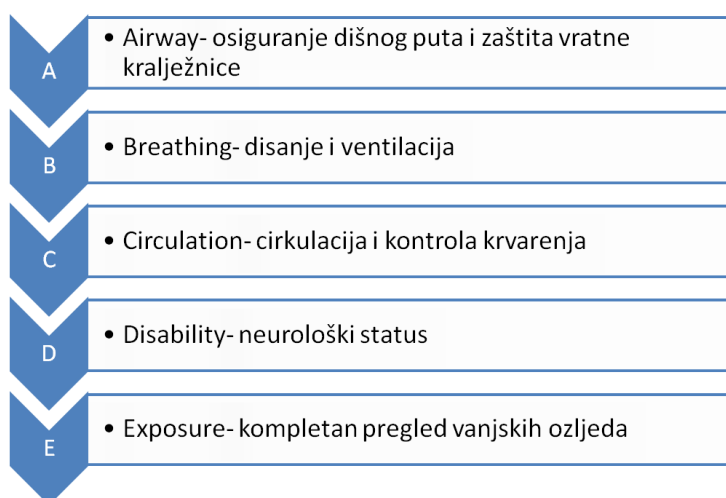 A
• Airway- osiguranje dišnog puta i zaštita vratne
kralježnice
B
• Breathing- disanje i ventilacija
C
• Circulation- cirkulacija i kontrola krvarenja
D
• Disability- neurološki status
E
• Exposure- kompletan pregled vanjskih ozljeda